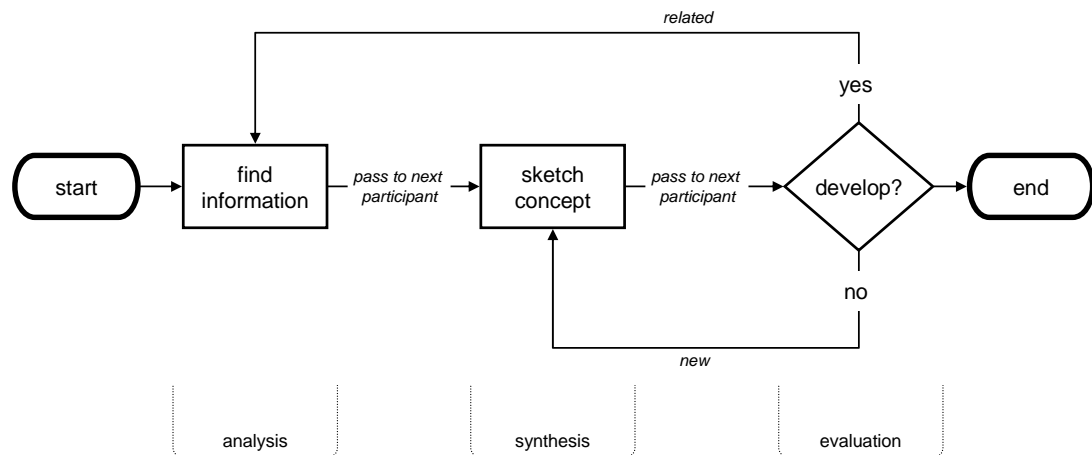 related
yes
start
find
information
pass to next
participant
sketch
concept
pass to next
participant
develop?
end
no
new
analysis
synthesis
evaluation